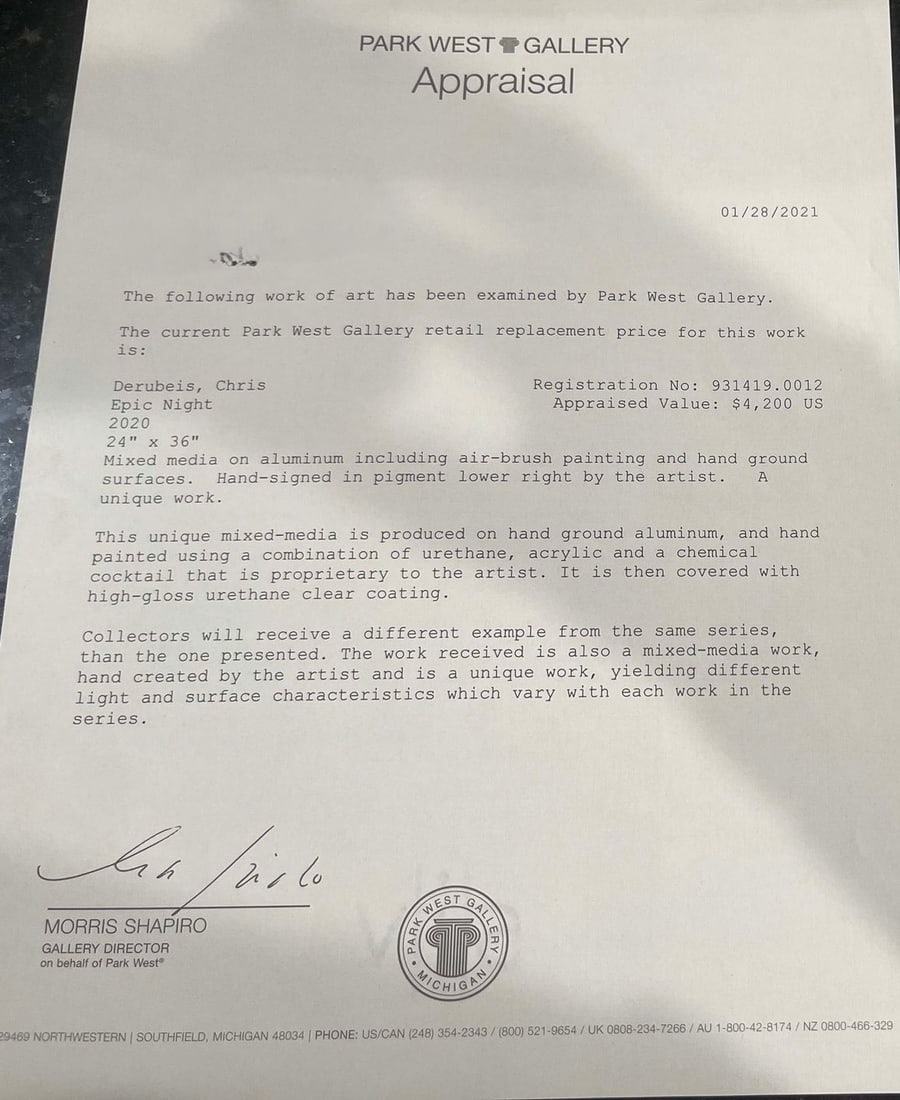 PARK WEST GALLERY
Appraisal
01/28/2021
The following work of art has been examined by Park West Gallery.
The current Park West Gallery retail replacement price for this work
is:
Derubeis, Chris Registration No: 931419.0012
Epic Night Appraised Value: $4,200 US
2020
24" x 36"
Mixed media on aluminum including air-brush painting and hand ground
surfaces. Hand-signed in pigment lower right by the artist. A
unique work.
This unique mixed-media is produced on hand ground aluminum, and hand
painted using a combination of urethane, acrylic and a chemical
cocktail that is proprietary to the artist. It is then covered with
high-gloss urethane clear coating.
Collectors will receive a different example from the same series,
than the one presented. The work received is also a mixed-media work,
hand created by the artist and is a unique work, yielding different
light and surface characteristics which vary with each work in the
series.
MORRIS SHAPIRO
GALLERY DIRECTOR
on behalf of Park West®
PARK WEST GALLERY
MICHIGAN
29469 NORTHWESTERN | SOUTHFIELD, MICHIGAN 48034 | PHONE: US/CAN (248) 354-2343 / (800) 521-9654 / UK 0808-234-7266 / AU 1-800-42-8174 / NZ 0800-466-329